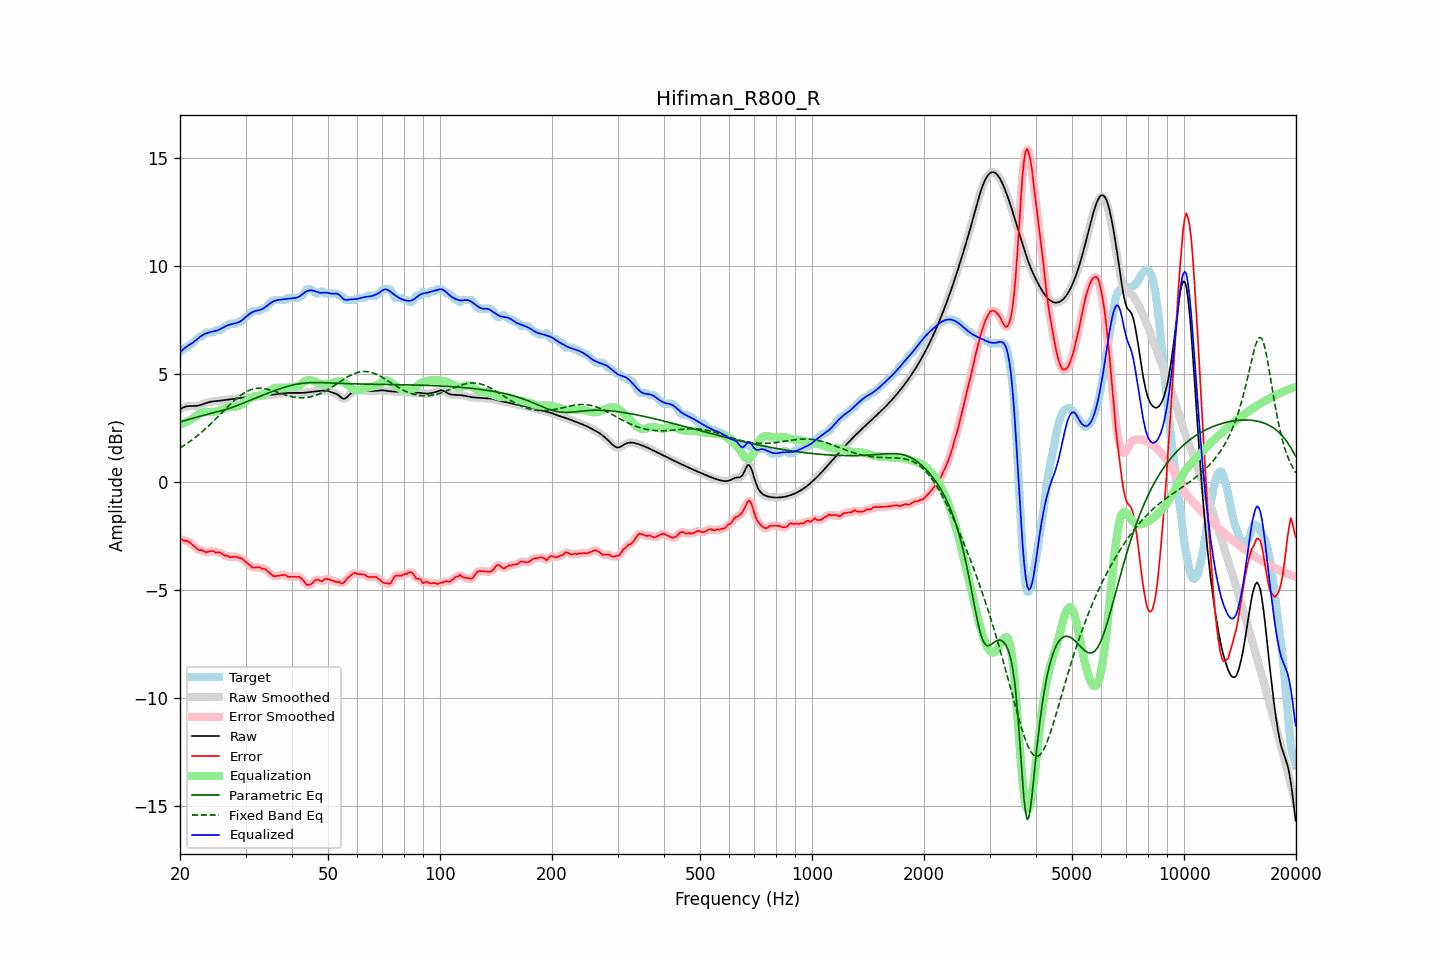 Hifiman_R800_R
Amplitude (dBr)
15
10
5
0
−5
−10
−15
Target
Raw Smoothed
Error Smoothed
Raw
Error
Equalization
Parametric Eq
Fixed Band Eq
Equalized
20 50 100 200 500 1000 2000 5000 10000 20000
Frequency (Hz)